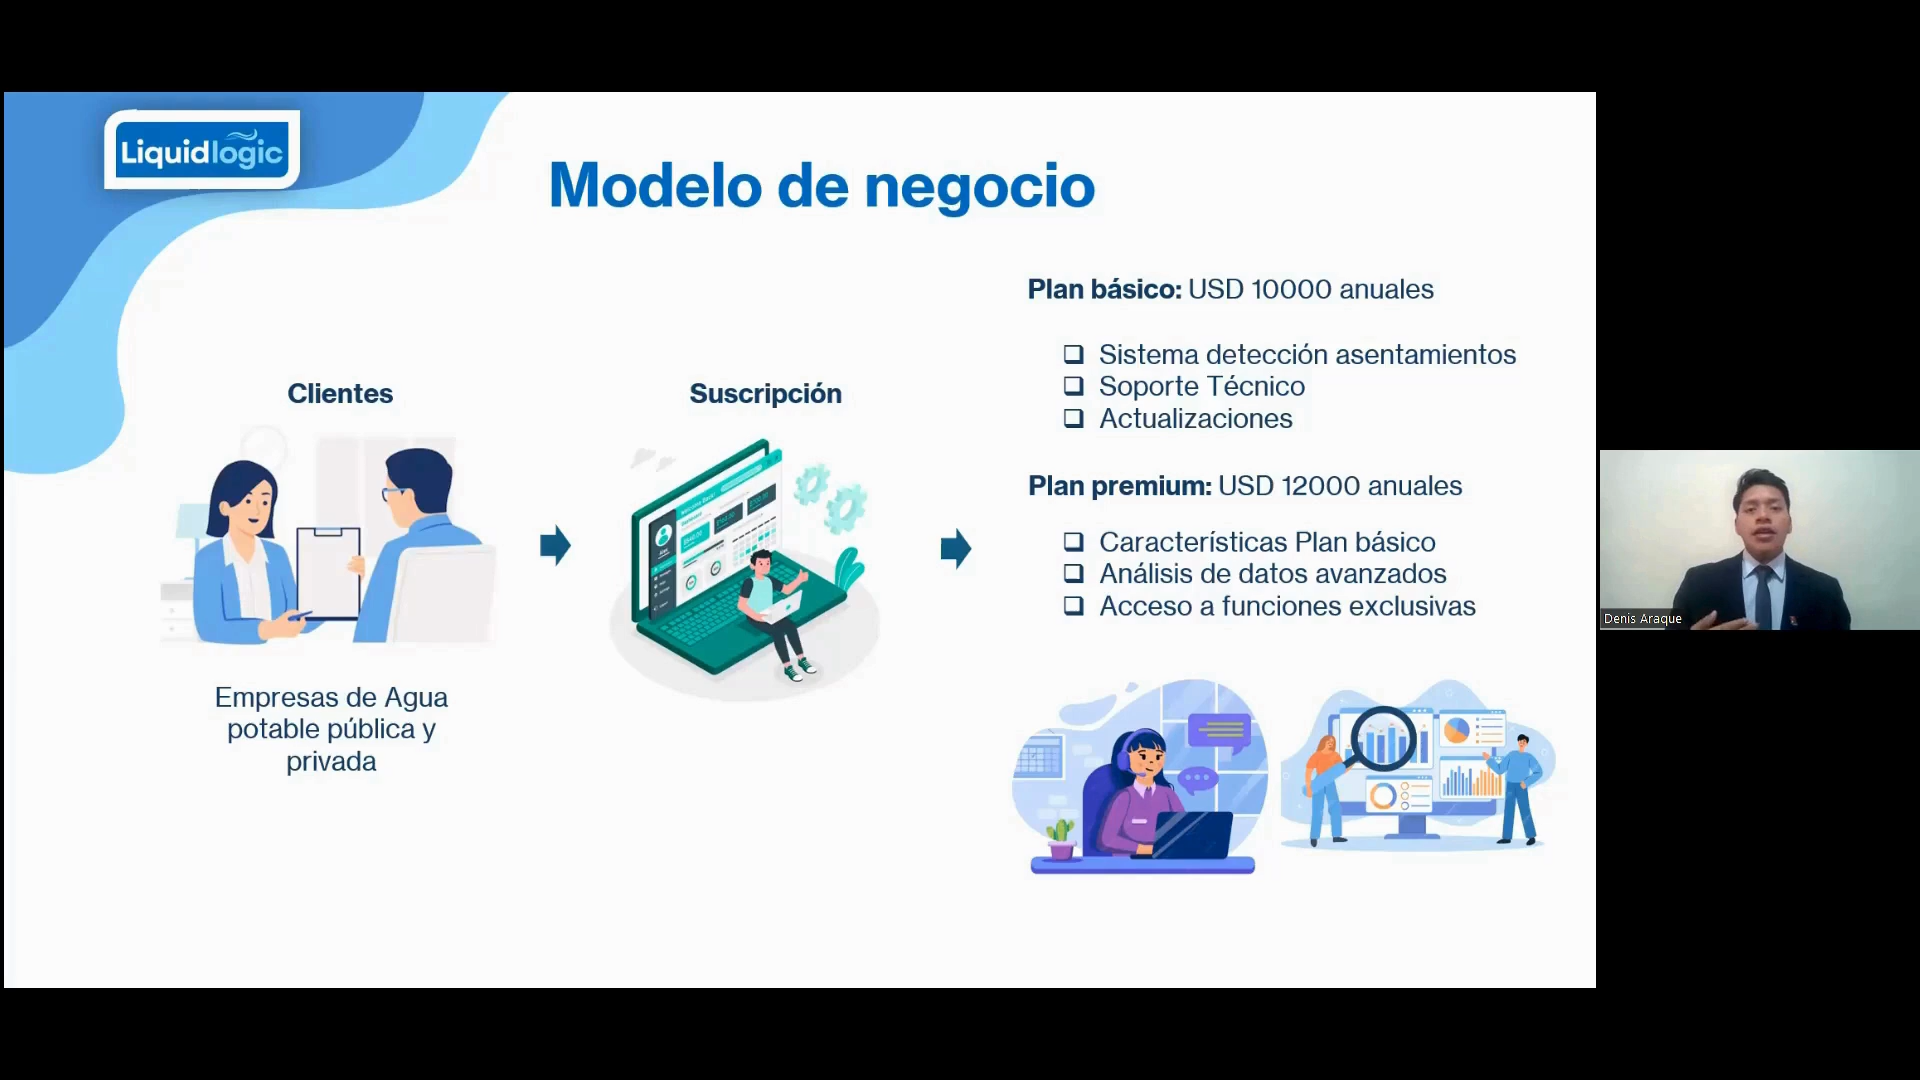 Liquidlogic
Modelo de negocio
Clientes
Empresas de Agua
potable pública y
privada
Suscripción
Plan básico: USD 10000 anuales
❑ Sistema detección asentamientos
❑ Soporte Técnico
❑ Actualizaciones
Plan premium: USD 12000 anuales
❑ Características Plan básico
❑ Análisis de datos avanzados
❑ Acceso a funciones exclusivas
Denis Araque